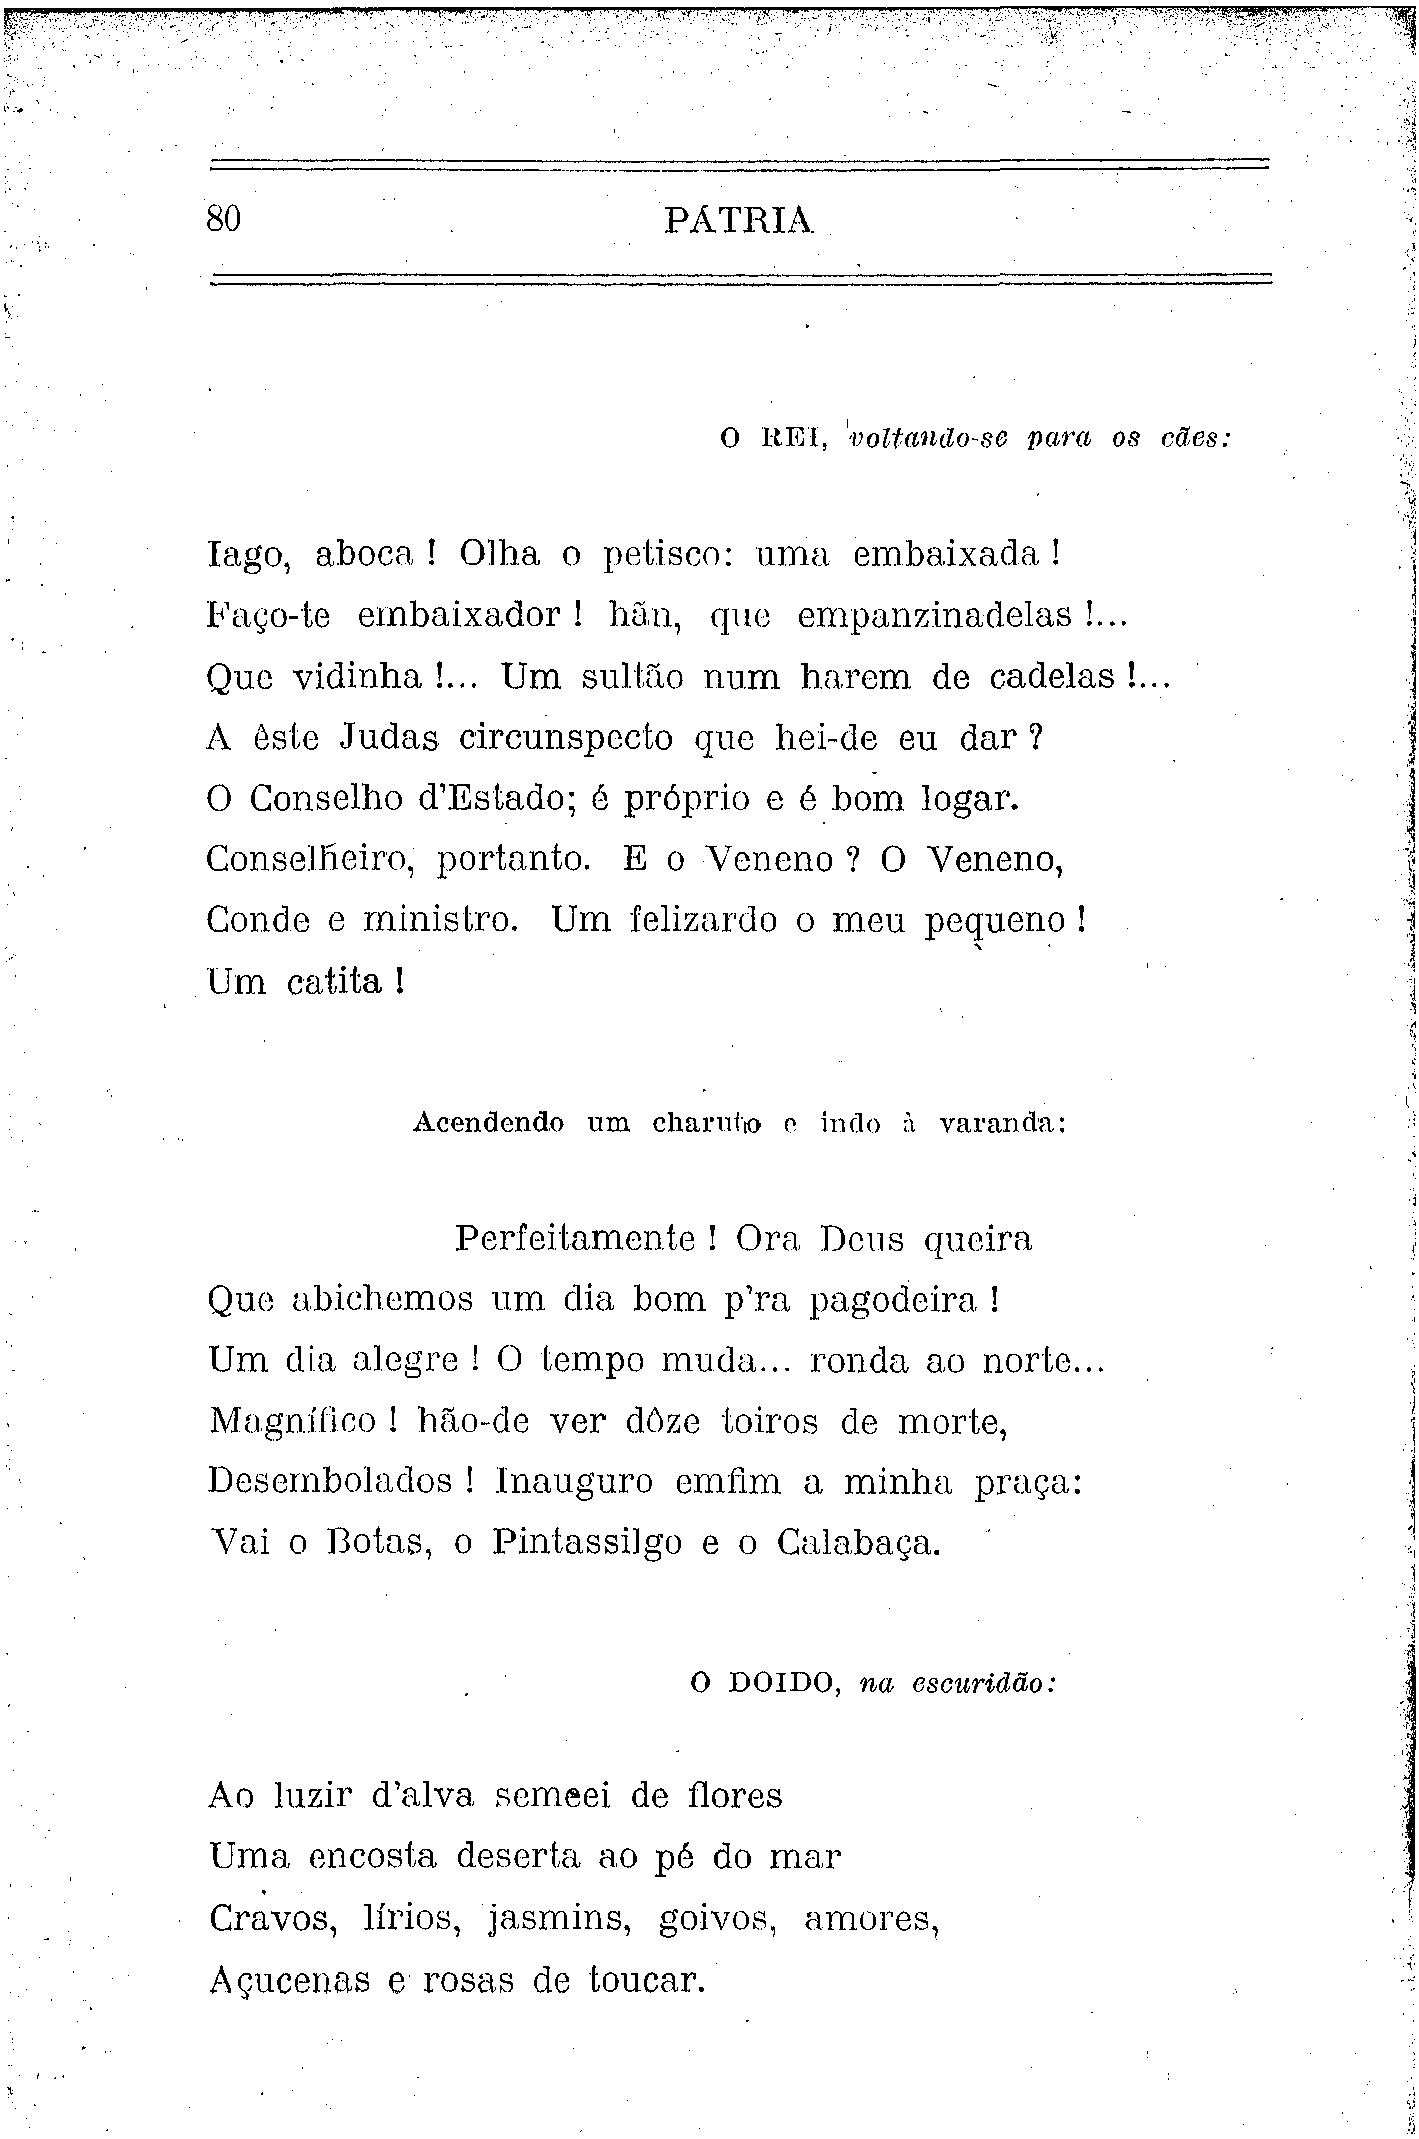 80 PÁTRIA
O REI, voltando-se para os cães:
Iago, aboca! Olha o petisco: uma embaixada!
Faço-te embaixador! hãn, que empanzinadelas!...
Que vidinha!... Um sultão num harem de cadelas!...
A êste Judas circunspecto que hei-de eu dar?
O Conselho d'Estado; é próprio e é bom logar.
Conselheiro, portanto. E o Veneno? O Veneno,
Conde e ministro. Um felizardo o meu pequeno!
Um catita!
Acendendo um charuto e indo à varanda:
Perfeitamente! Ora Deus queira
Que abichemos um dia bom p'ra pagodeira!
Um dia alegre! O tempo muda... ronda ao norte...
Magnífico! hão-de ver dôze toiros de morte,
Desembolados! Inauguro emfim a minha praça:
Vai o Botas, o Pintassilgo e o Calabaça.
O DOIDO, na escuridão:
Ao luzir d'alva semeei de flores
Uma encosta deserta ao pé do mar
Cravos, lírios, jasmins, goivos, amores,
Açucenas e rosas de toucar.